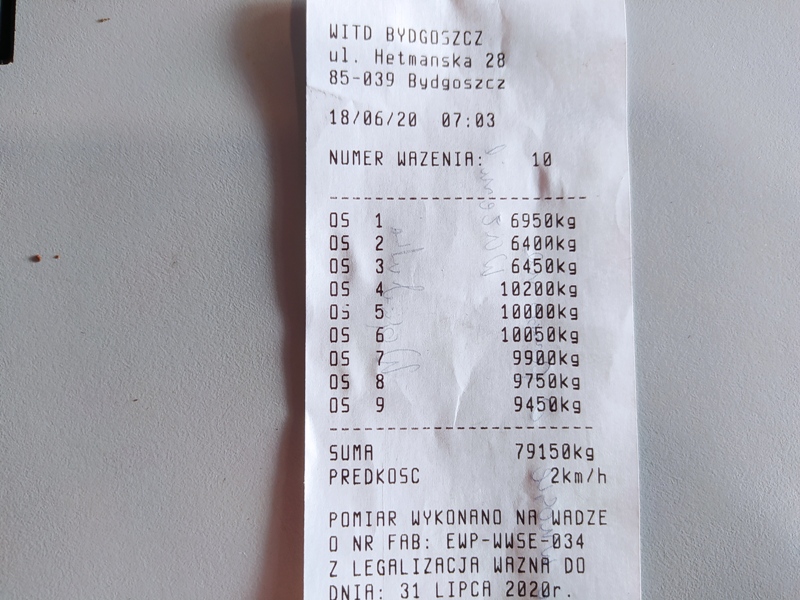 WITD BYDGOSZCZ
ul. Hetmanska 28
85-039 Bydgoszcz
18/06/20 07:03
NUMER WAZENIA: 10
------------------------------
OS 1 6950kg
OS 2 6400kg
OS 3 6450kg
OS 4 10200kg
OS 5 10000kg
OS 6 10050kg
OS 7 9900kg
OS 8 9750kg
OS 9 9450kg
------------------------------
SUMA 79150kg
PREDKOSC 2km/h
POMIAR WYKONANO NA WADZE
O NR FAB: EWP-WWSE-034
Z LEGALIZACJA WAZNA DO
DNIA: 31 LIPCA 2020r.